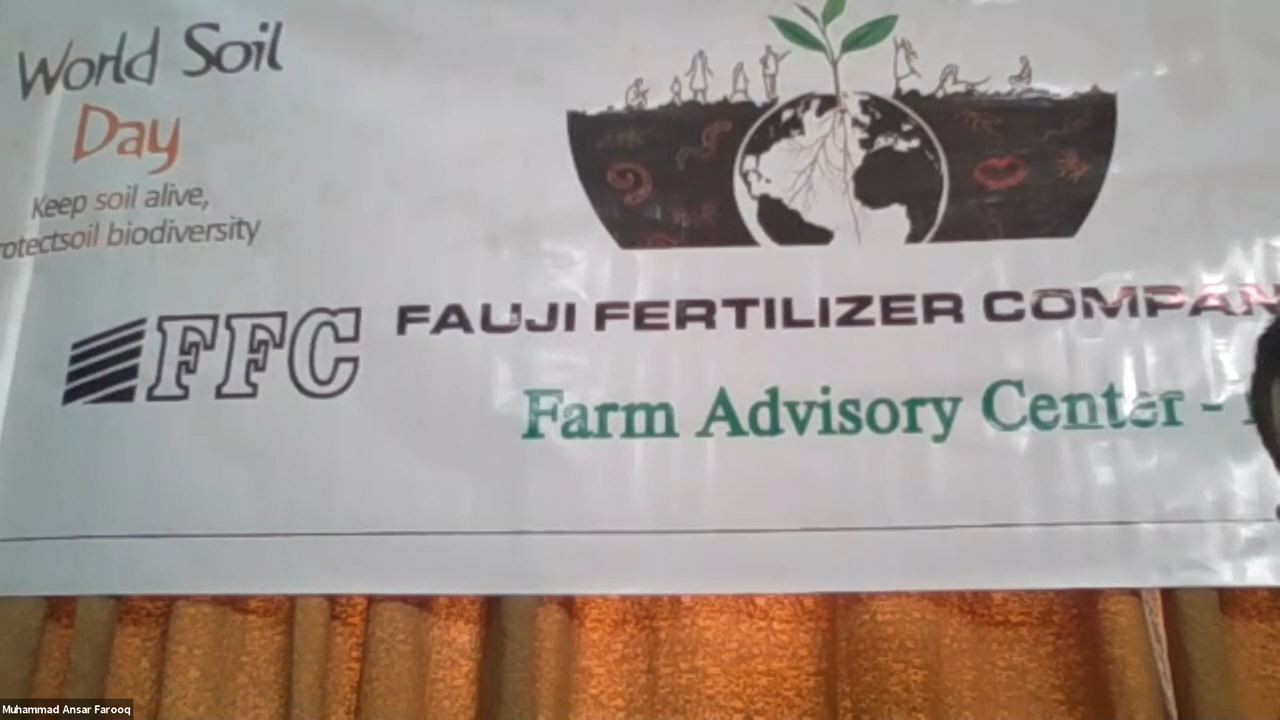 World Soil
Day
Keep soil alive,
rotectsoil biodiversity
FFC
FAUJI FERTILIZER COMPAN
Farm Advisory Center -
Muhammad Ansar Farooq